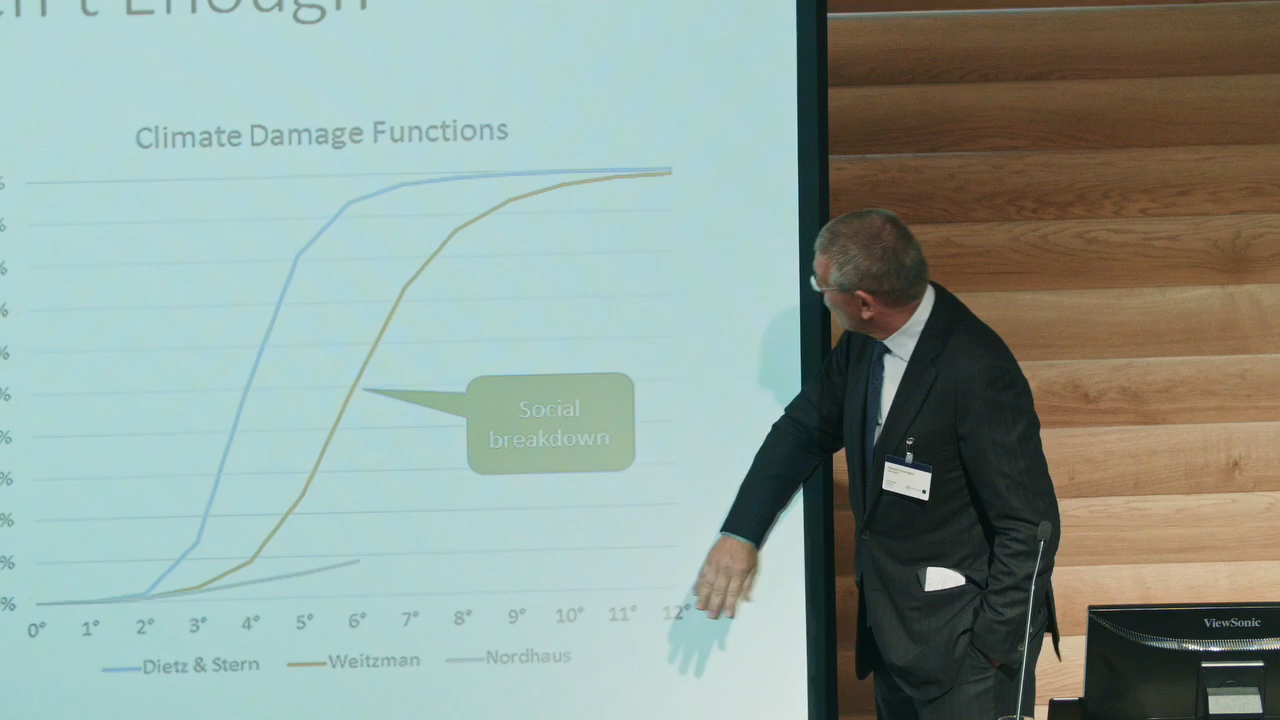 n't Enough
Climate Damage Functions
%
%
%
%
%
%
%
%
%
%
%
Social
breakdown
0° 1° 2° 3° 4° 5° 6° 7° 8° 9° 10° 11° 12°
Dietz & Stern Weitzman Nordhaus
ViewSonic